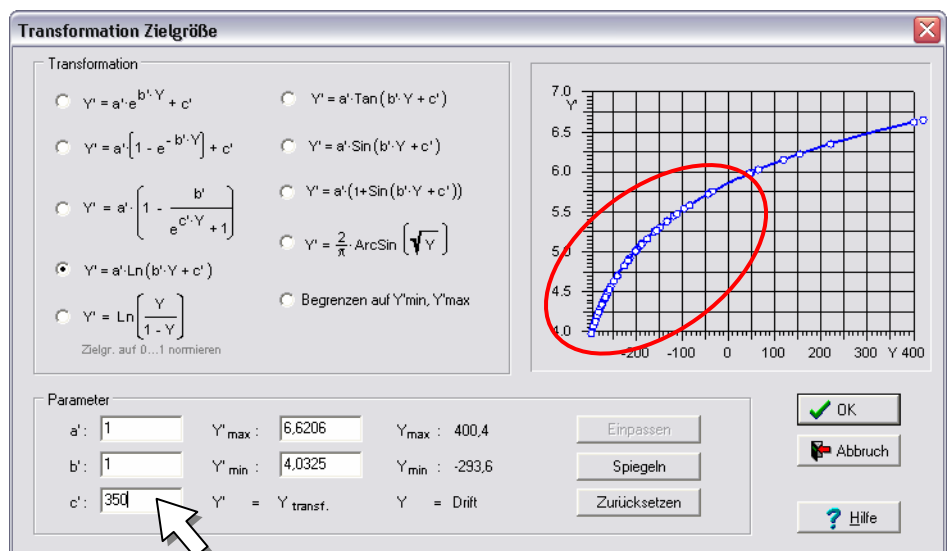 Transformation Zielgröße
Transformation
Y' = a'·e^b'·Y + c'
Y' = a'·[1 - e^-b'·Y] + c'
Y' = a'·(1 - b' / (e^c'·Y + 1))
Y' = a'·Ln(b'·Y + c')
Y' = Ln(Y / (1 - Y))
Zielgr. auf 0...1 normieren
Y' = a'·Tan(b'·Y + c')
Y' = a'·Sin(b'·Y + c')
Y' = a'·(1+Sin(b'·Y + c'))
Y' = 2/π · ArcSin(√Y)
Begrenzen auf Y'min, Y'max
7.0
Y'
6.5
6.0
5.5
5.0
4.5
4.0
-200 -100 0 100 200 300 Y 400
Parameter
a': 1 Y'max : 6,6206 Ymax : 400,4
b': 1 Y'min : 4,0325 Ymin : -293,6
c': 350 Y' = Y transf. Y = Drift
Einpassen
Spiegeln
Zurücksetzen
OK
Abbruch
? Hilfe